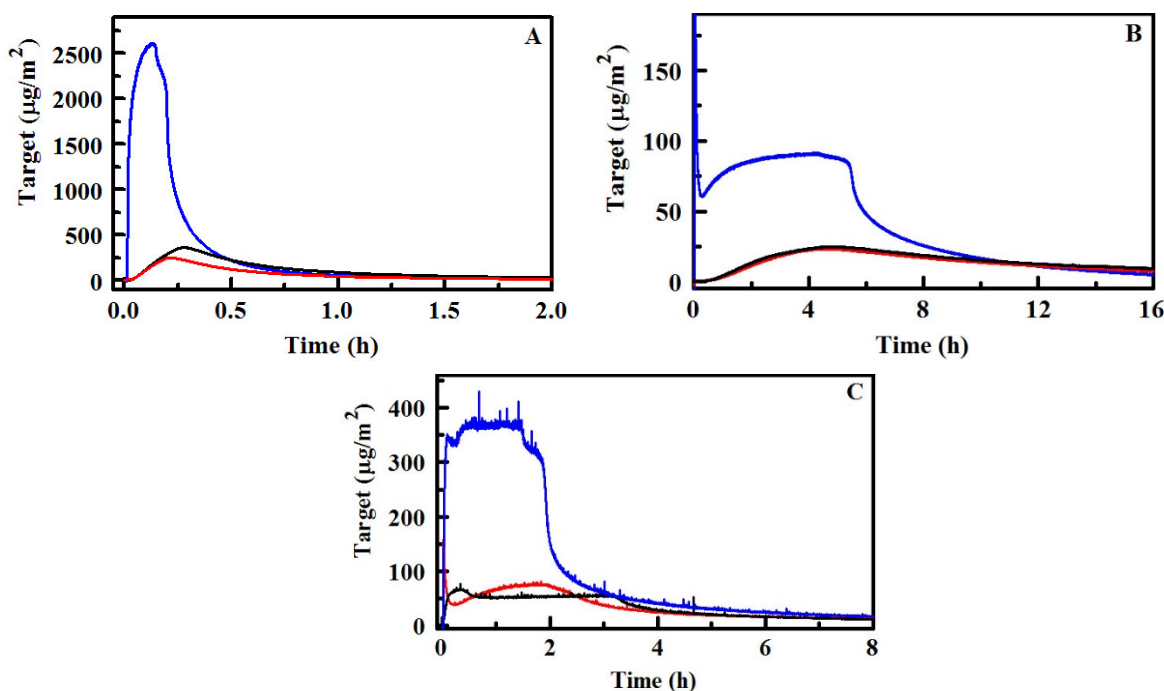 A
Target (μg/m²)
2500
2000
1500
1000
500
0
0.0 0.5 1.0 1.5 2.0
Time (h)
B
Target (μg/m²)
150
100
50
0
0 4 8 12 16
Time (h)
C
Target (μg/m²)
400
300
200
100
0
0 2 4 6 8
Time (h)